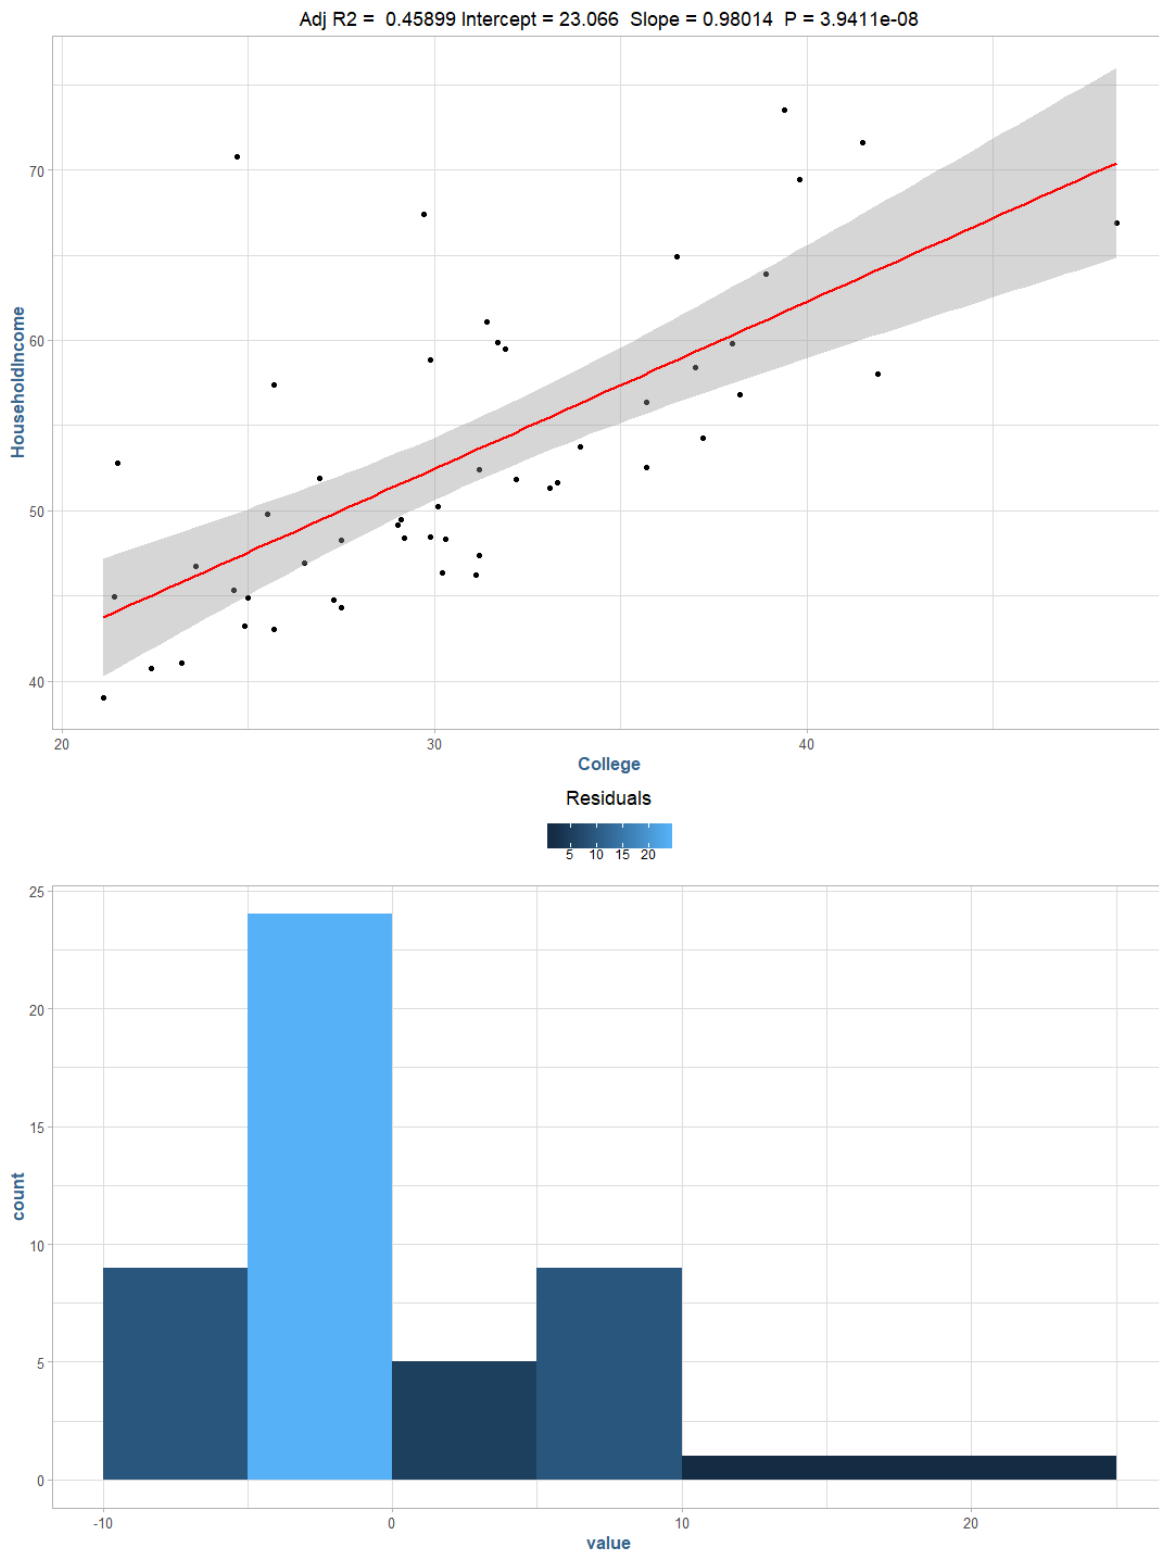 Adj R2 =  0.45899 Intercept = 23.066  Slope = 0.98014  P = 3.9411e-08
70
60
50
40
HouseholdIncome
20 30 40
College
Residuals
5 10 15 20
25
20
15
10
5
0
count
-10 0 10 20
value